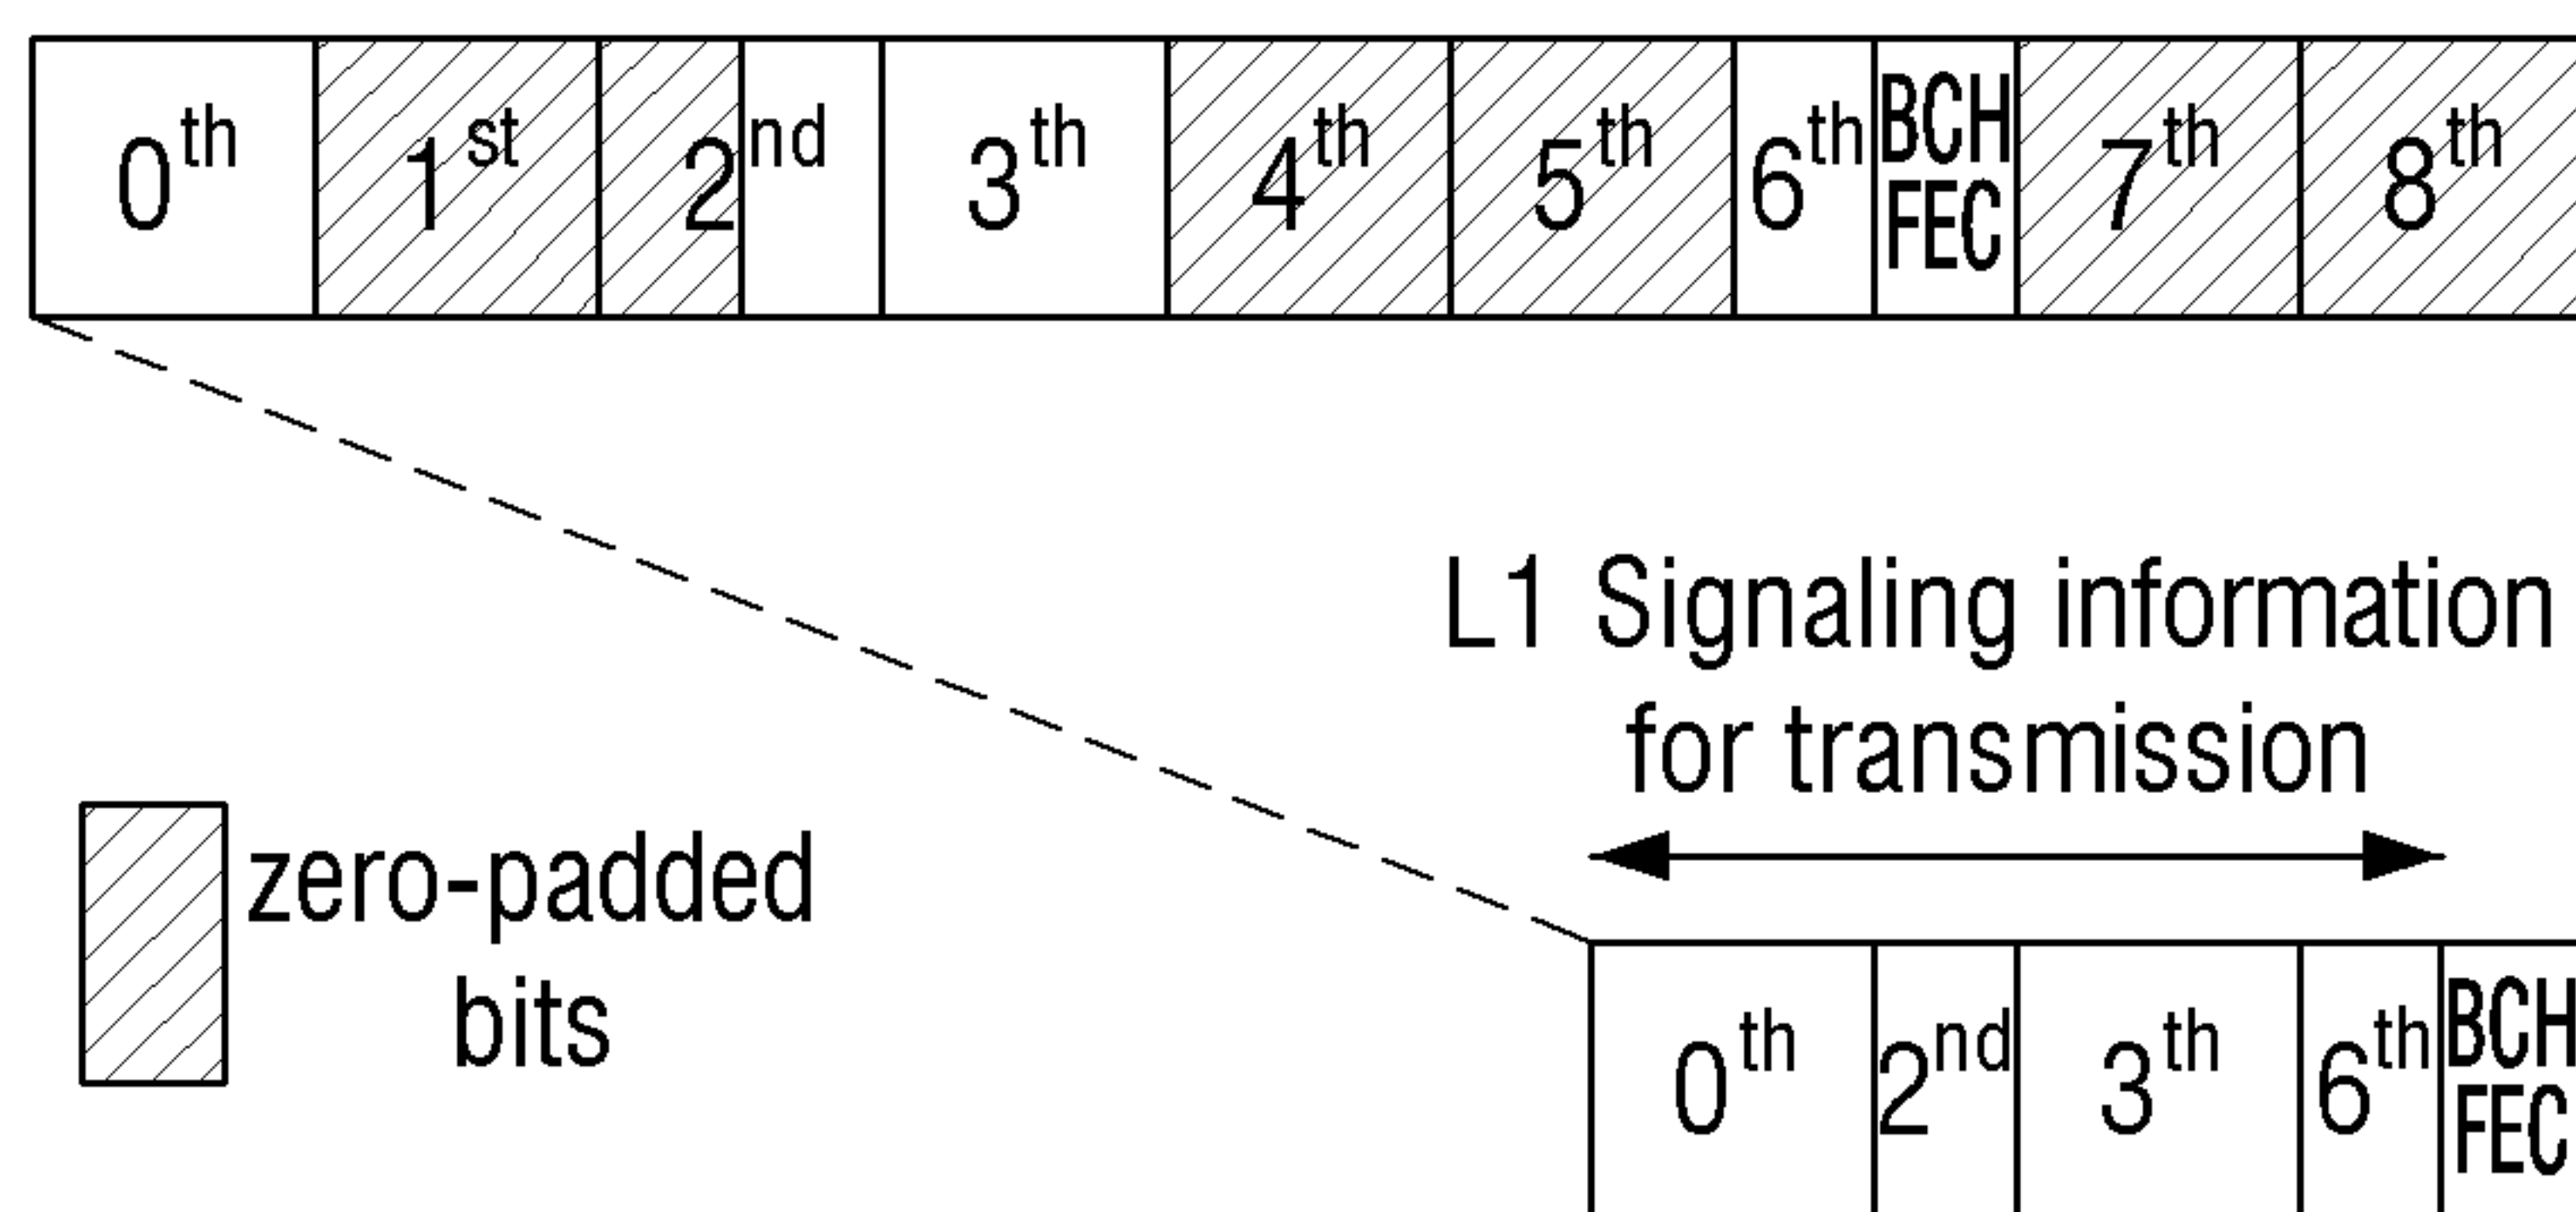 0th 1st 2nd 3th 4th 5th 6th BCH FEC 7th 8th
L1 Signaling information
for transmission
zero-padded
bits
0th 2nd 3th 6th BCH FEC